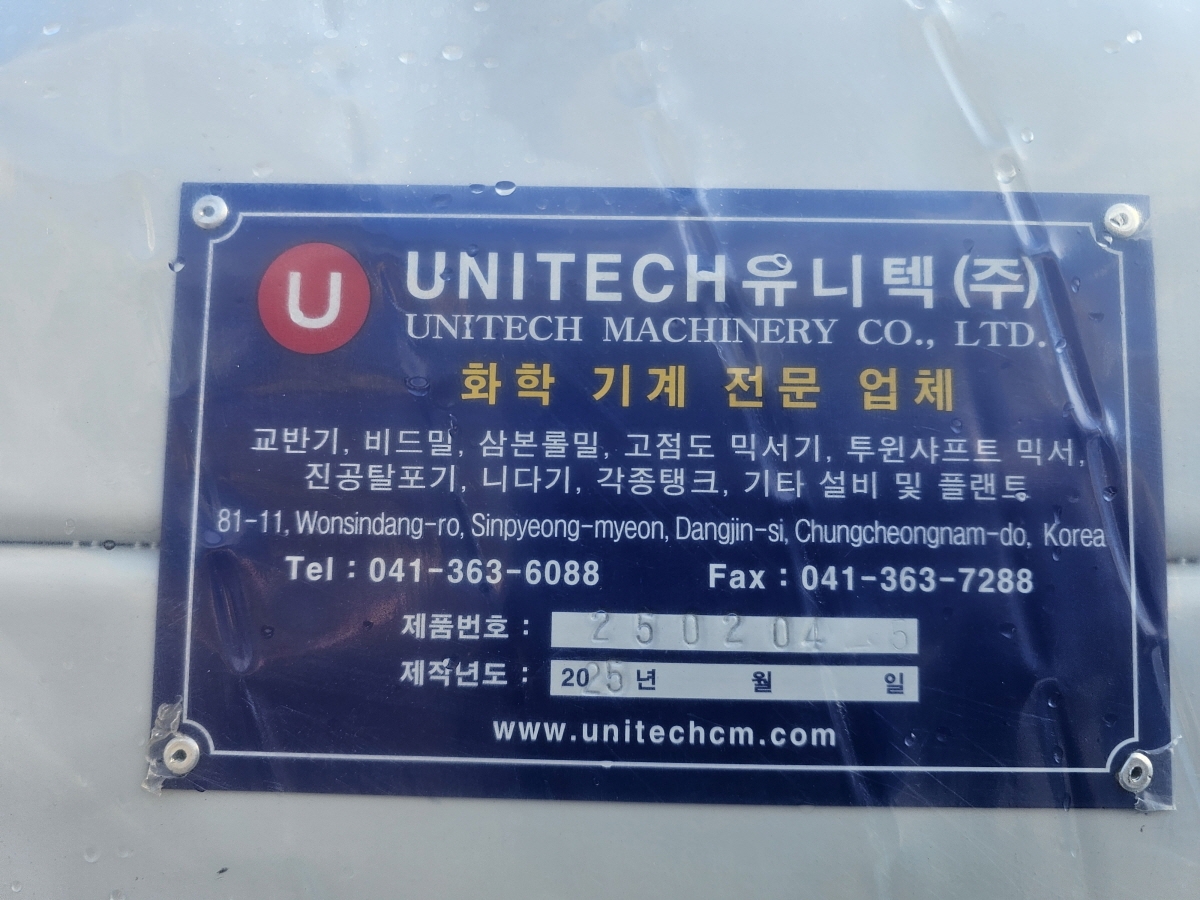 U
UNITECH유니텍(주)
UNITECH MACHINERY CO., LTD.
화학 기계 전문 업체
교반기, 비드밀, 삼본롤밀, 고점도 믹서기, 투윈샤프트 믹서,
진공탈포기, 니다기, 각종탱크, 기타 설비 및 플랜트
81-11, Wonsindang-ro, Sinpyeong-myeon, Dangjin-si, Chungcheongnam-do, Korea
Tel : 041-363-6088 Fax : 041-363-7288
제품번호 : 250204-5
제작년도 : 2025년 월 일
www.unitechcm.com